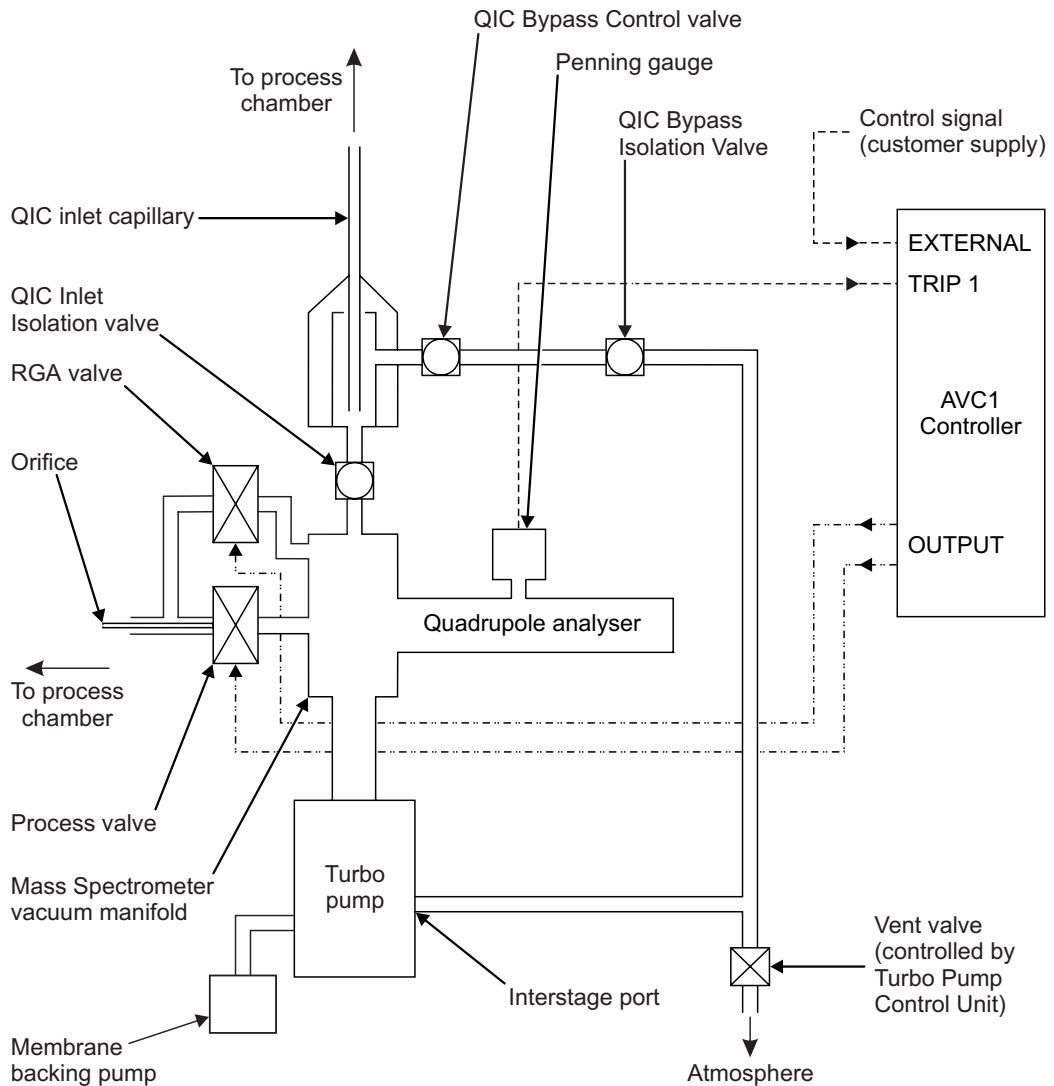 QIC Bypass Control valve
Penning gauge
To process
chamber
QIC Bypass
Isolation Valve
Control signal
(customer supply)
QIC inlet capillary
EXTERNAL
TRIP 1
QIC Inlet
Isolation valve
RGA valve
AVC1
Controller
Orifice
OUTPUT
Quadrupole analyser
To process
chamber
Process valve
Mass Spectrometer
vacuum manifold
Turbo
pump
Vent valve
(controlled by
Turbo Pump
Control Unit)
Interstage port
Membrane
backing pump
Atmosphere